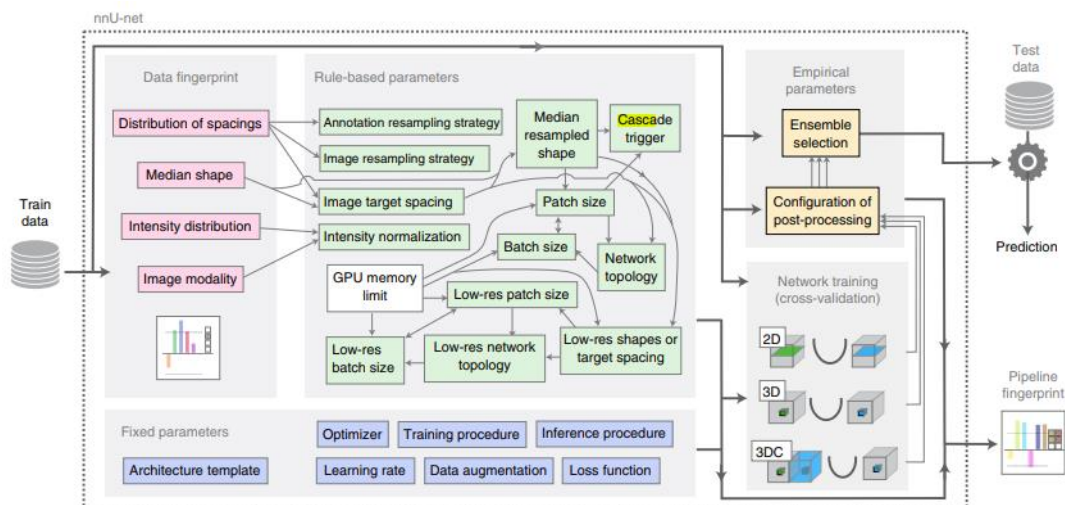 nnU-net
Train
data
Data fingerprint
Distribution of spacings
Median shape
Intensity distribution
Image modality
Rule-based parameters
Annotation resampling strategy
Image resampling strategy
Image target spacing
Intensity normalization
Median
resampled
shape
Cascade
trigger
Patch size
Batch size
Network
topology
GPU memory
limit
Low-res patch size
Low-res
batch size
Low-res network
topology
Low-res shapes or
target spacing
Fixed parameters
Architecture template
Optimizer
Training procedure
Inference procedure
Learning rate
Data augmentation
Loss function
Empirical
parameters
Ensemble
selection
Configuration of
post-processing
Network training
(cross-validation)
2D
3D
3DC
Test
data
Prediction
Pipeline
fingerprint